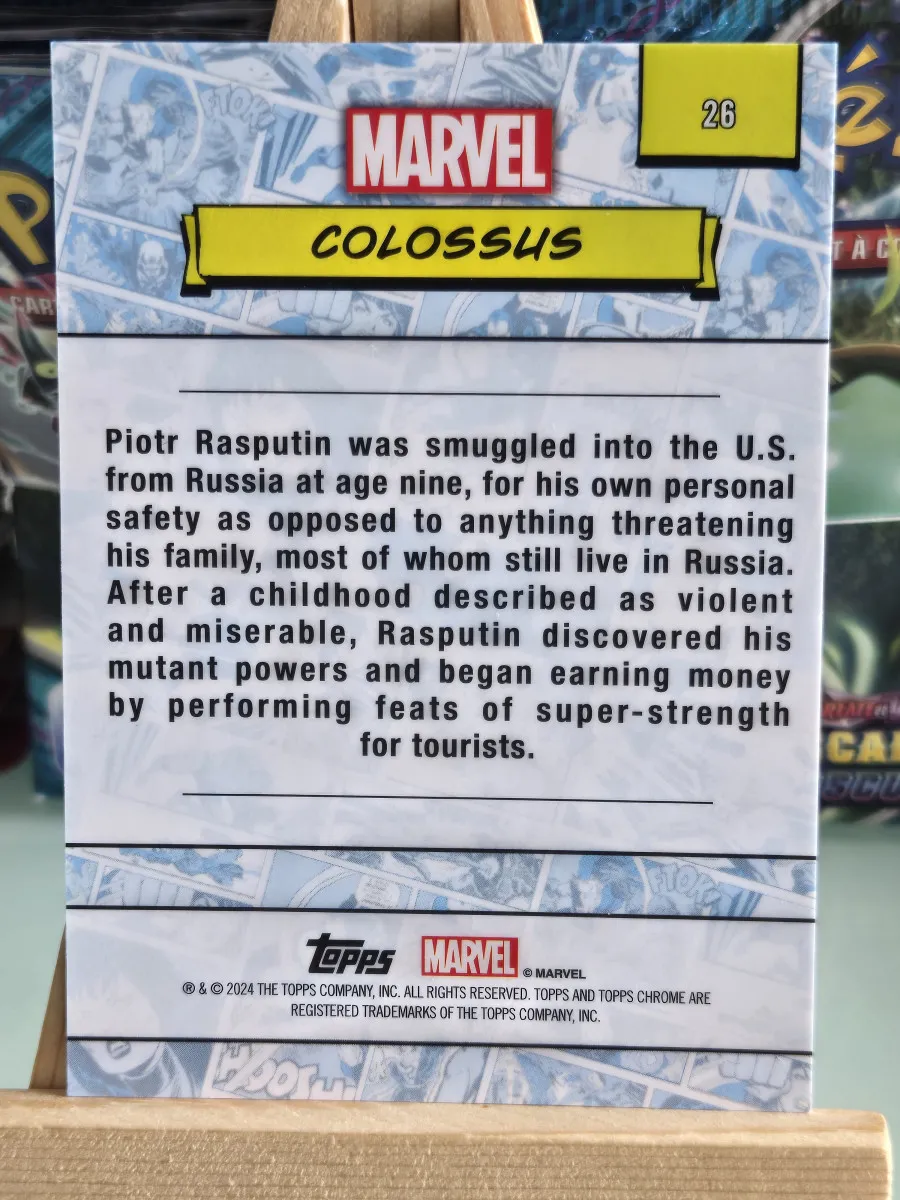 26
MARVEL
COLOSSUS
Piotr Rasputin was smuggled into the U.S.
from Russia at age nine, for his own personal
safety as opposed to anything threatening
his family, most of whom still live in Russia.
After a childhood described as violent
and miserable, Rasputin discovered his
mutant powers and began earning money
by performing feats of super-strength
for tourists.
FTOK
topps MARVEL © MARVEL
® & © 2024 THE TOPPS COMPANY, INC. ALL RIGHTS RESERVED. TOPPS AND TOPPS CHROME ARE
REGISTERED TRADEMARKS OF THE TOPPS COMPANY, INC.